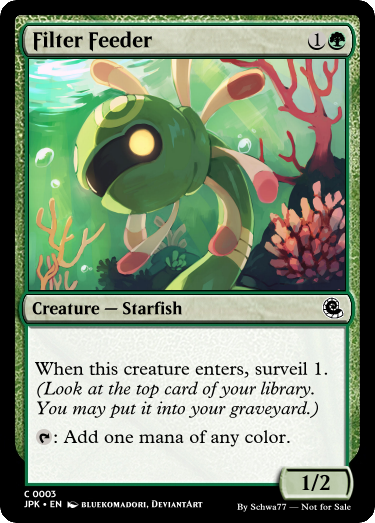 Filter Feeder 1
Creature — Starfish
When this creature enters, surveil 1.
(Look at the top card of your library.
You may put it into your graveyard.)
: Add one mana of any color.
1/2
C 0003
JPK • EN BLUEKOMADORI, DEVIANTART
By Schwa77 — Not for Sale